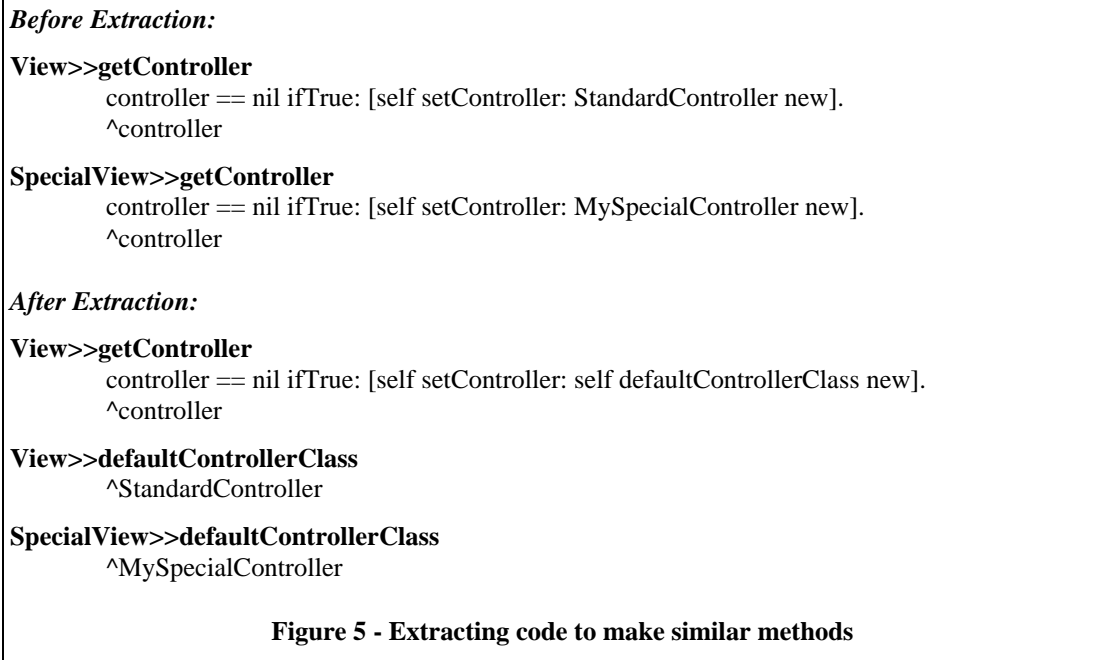 Before Extraction:
View>>getController
controller == nil ifTrue: [self setController: StandardController new].
^controller
SpecialView>>getController
controller == nil ifTrue: [self setController: MySpecialController new].
^controller
After Extraction:
View>>getController
controller == nil ifTrue: [self setController: self defaultControllerClass new].
^controller
View>>defaultControllerClass
^StandardController
SpecialView>>defaultControllerClass
^MySpecialController
Figure 5 - Extracting code to make similar methods